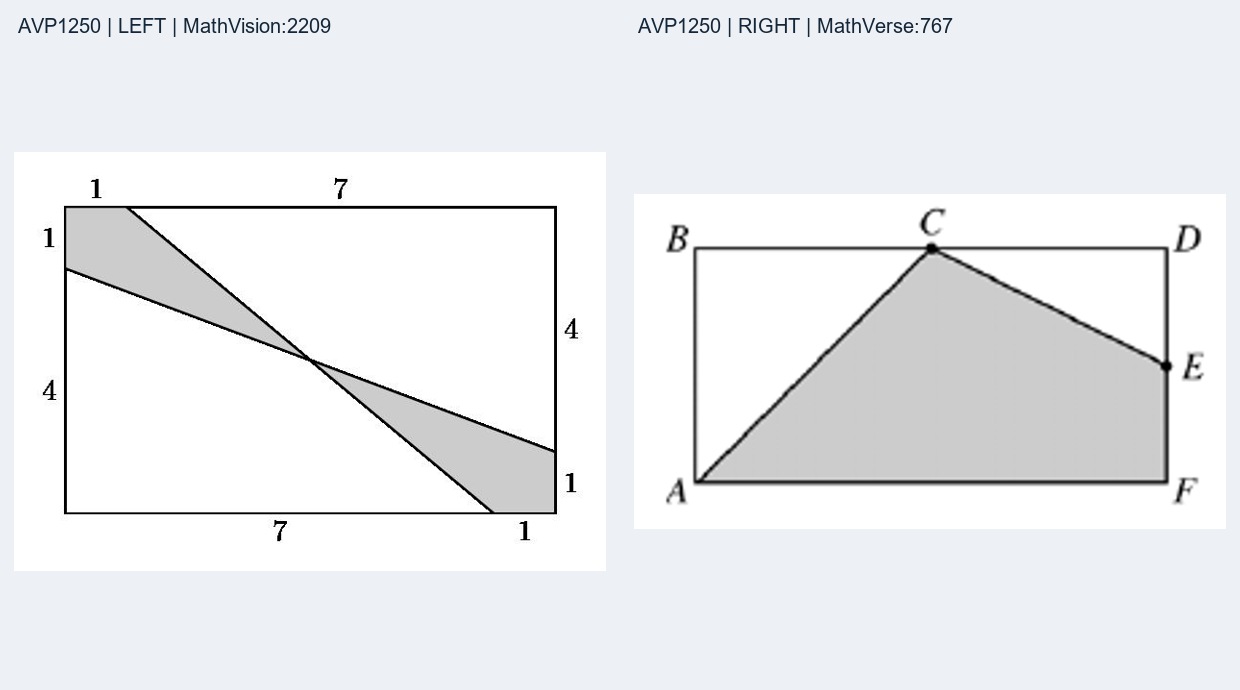 AVP1250 | LEFT | MathVision:2209
1 7
1
4
4
1
7 1
AVP1250 | RIGHT | MathVerse:767
C
B D
E
A F